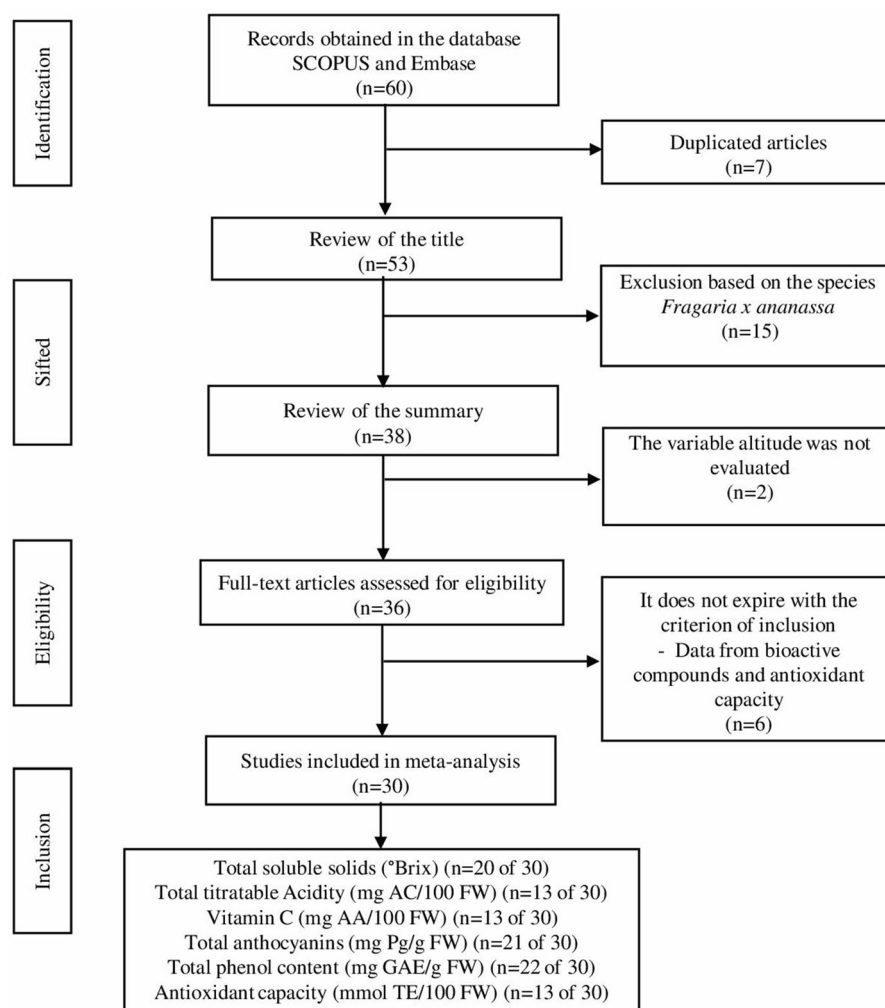 Identification
Records obtained in the database
SCOPUS and Embase
(n=60)
Duplicated articles
(n=7)
Review of the title
(n=53)
Sifted
Exclusion based on the species
Fragaria x ananassa
(n=15)
Review of the summary
(n=38)
The variable altitude was not
evaluated
(n=2)
Eligibility
Full-text articles assessed for eligibility
(n=36)
It does not expire with the
criterion of inclusion
- Data from bioactive
compounds and antioxidant
capacity
(n=6)
Studies included in meta-analysis
(n=30)
Inclusion
Total soluble solids (°Brix) (n=20 of 30)
Total titratable Acidity (mg AC/100 FW) (n=13 of 30)
Vitamin C (mg AA/100 FW) (n=13 of 30)
Total anthocyanins (mg Pg/g FW) (n=21 of 30)
Total phenol content (mg GAE/g FW) (n=22 of 30)
Antioxidant capacity (mmol TE/100 FW) (n=13 of 30)